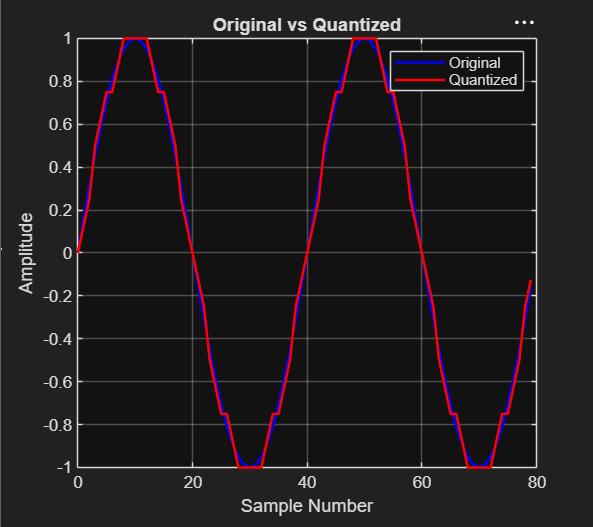 Original vs Quantized
...
Original
Quantized
1
0.8
0.6
0.4
0.2
0
-0.2
-0.4
-0.6
-0.8
-1
Amplitude
0 20 40 60 80
Sample Number